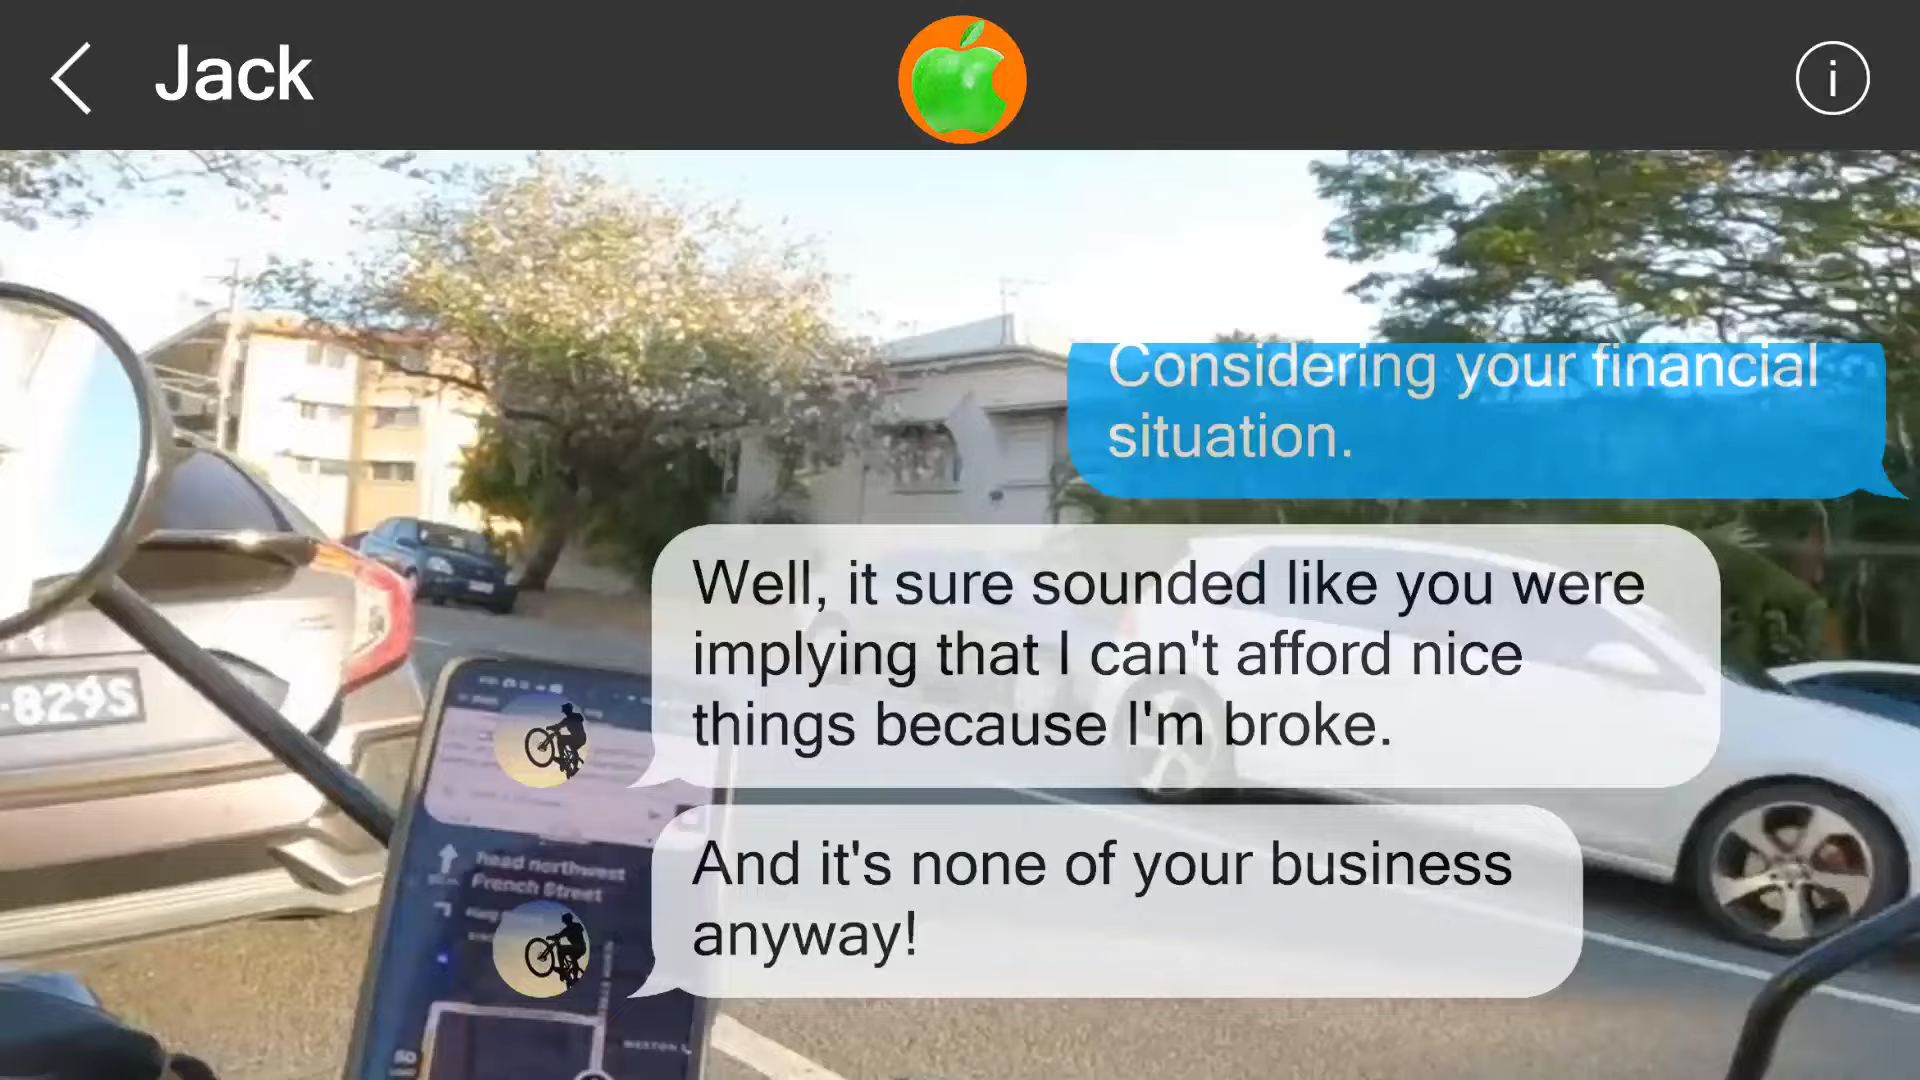 Jack
i
Considering your financial
situation.
Well, it sure sounded like you were
implying that I can't afford nice
things because I'm broke.
And it's none of your business
anyway!
829S
head northwest
French Street